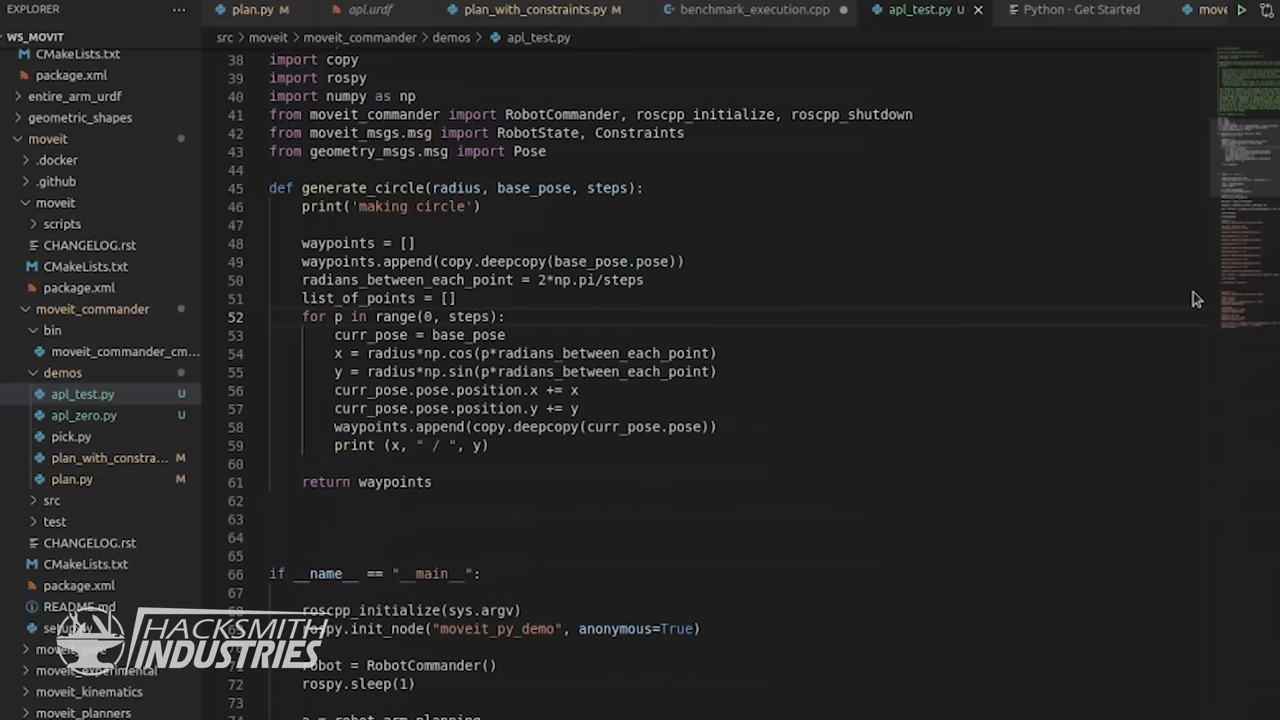 EXPLORER ···
plan.py M
apl.urdf
plan_with_constraints.py M
benchmark_execution.cpp
apl_test.py U
Python - Get Started
move
WS_MOVIT
src > moveit > moveit_commander > demos > apl_test.py
CMakeLists.txt
package.xml
entire_arm_urdf
geometric_shapes
moveit
.docker
.github
moveit
scripts
CHANGELOG.rst
CMakeLists.txt
package.xml
moveit_commander
bin
moveit_commander_cm...
demos
apl_test.py U
apl_zero.py U
pick.py
plan_with_constra... M
plan.py M
src
test
CHANGELOG.rst
CMakeLists.txt
package.xml
README.md
moveit_experimental
moveit_kinematics
moveit_planners
38 import copy
39 import rospy
40 import numpy as np
41 from moveit_commander import RobotCommander, roscpp_initialize, roscpp_shutdown
42 from moveit_msgs.msg import RobotState, Constraints
43 from geometry_msgs.msg import Pose
44
45 def generate_circle(radius, base_pose, steps):
46 print('making circle')
47
48 waypoints = []
49 waypoints.append(copy.deepcopy(base_pose.pose))
50 radians_between_each_point = 2*np.pi/steps
51 list_of_points = []
52 for p in range(0, steps):
53 curr_pose = base_pose
54 x = radius*np.cos(p*radians_between_each_point)
55 y = radius*np.sin(p*radians_between_each_point)
56 curr_pose.pose.position.x += x
57 curr_pose.pose.position.y += y
58 waypoints.append(copy.deepcopy(curr_pose.pose))
59 print (x, " / ", y)
60
61 return waypoints
62
63
64
65
66 if __name__ == "__main__":
67
68 roscpp_initialize(sys.argv)
rospy.init_node("moveit_py_demo", anonymous=True)
robot = RobotCommander()
72 rospy.sleep(1)
73
HACKSMITH
INDUSTRIES